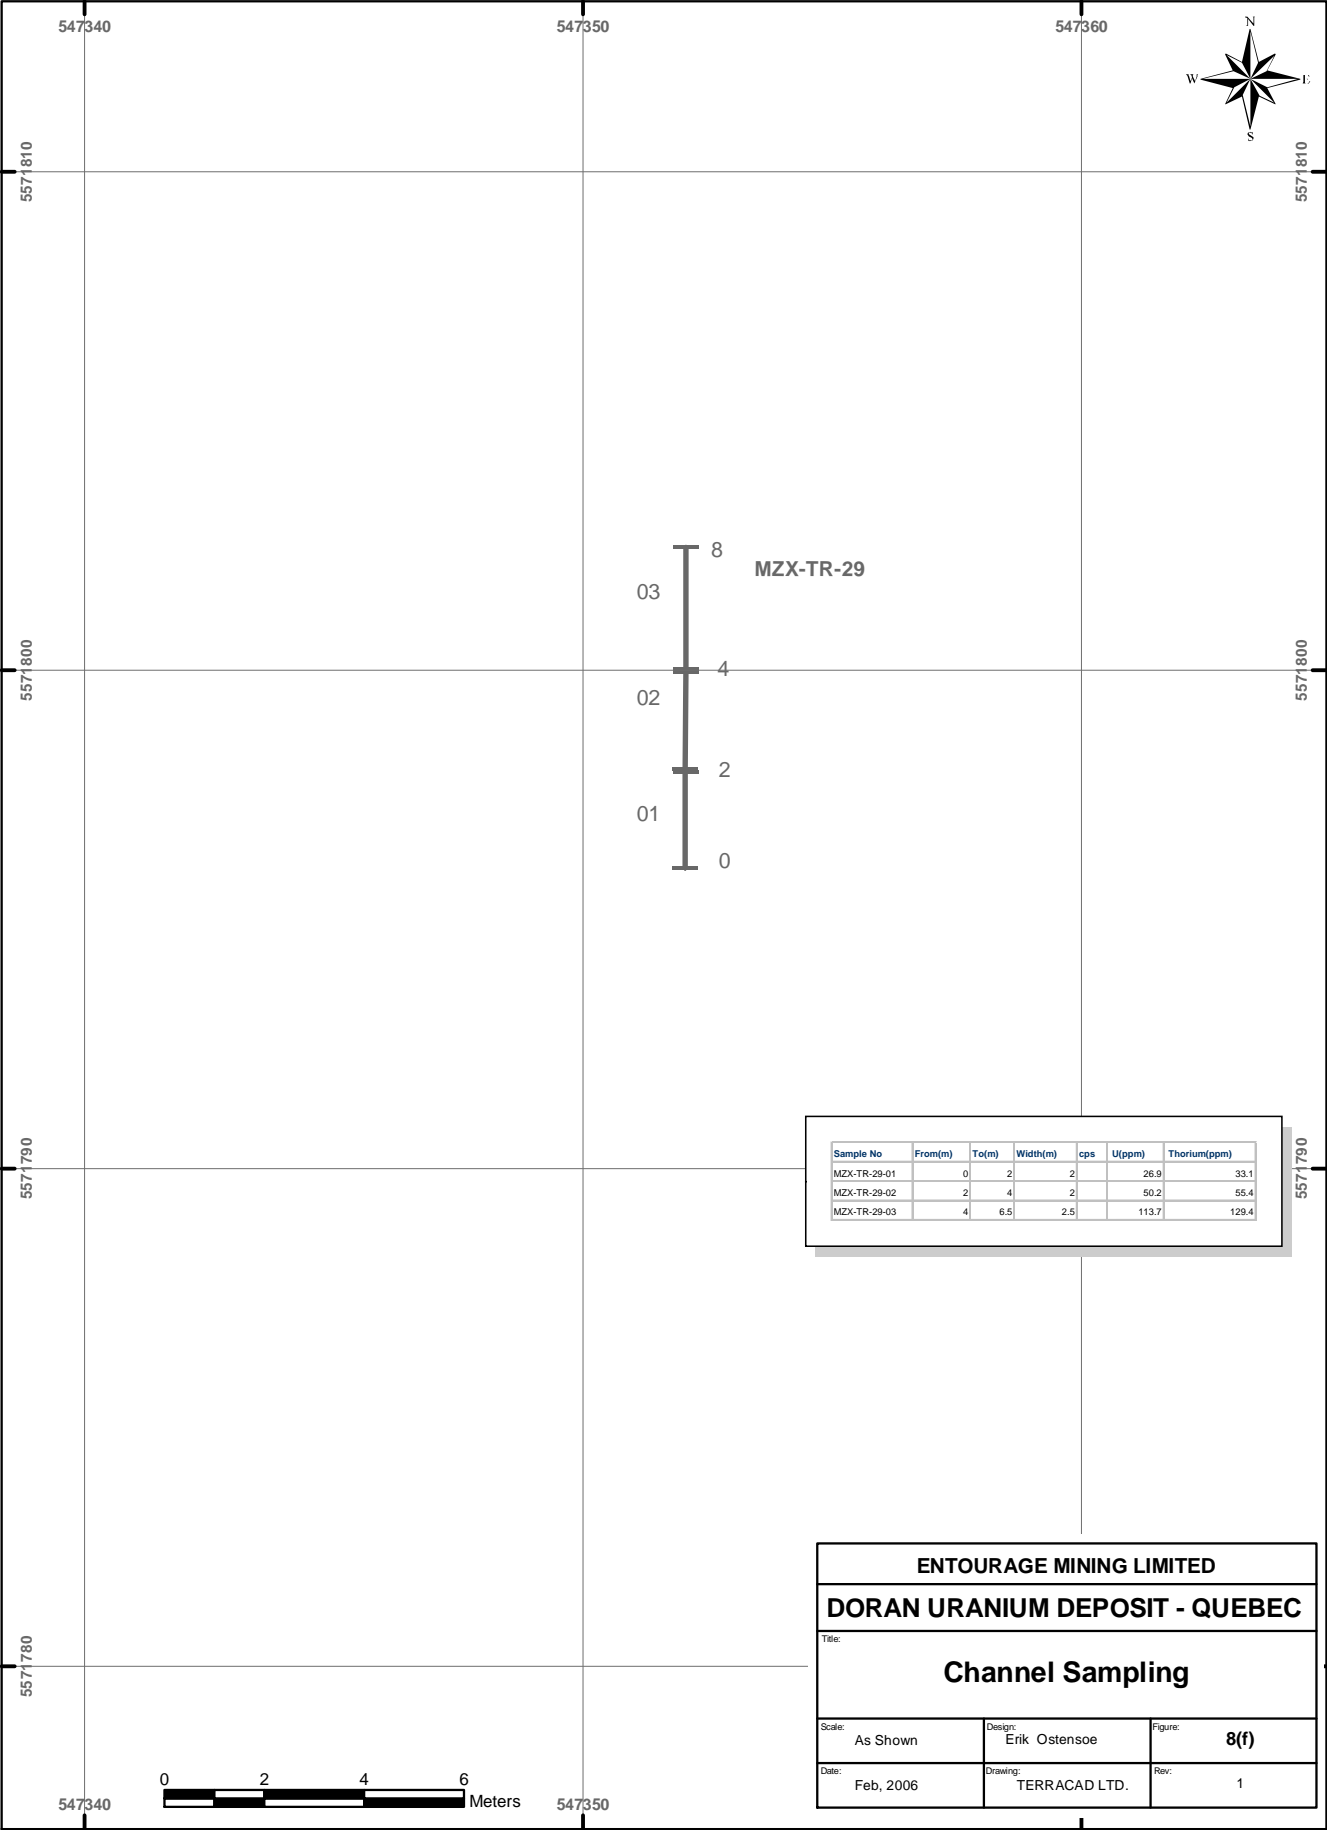 547340 547350 547360
N
W E
S
5571810 5571810
8
MZX-TR-29
03
5571800 4 5571800
02
2
01
0
5571790 5571790
Sample No From(m) To(m) Width(m) cps U(ppm) Thorium(ppm)
MZX-TR-29-01 0 2 2 26.9 33.1
MZX-TR-29-02 2 4 2 50.2 55.4
MZX-TR-29-03 4 6.5 2.5 113.7 129.4
ENTOURAGE MINING LIMITED
DORAN URANIUM DEPOSIT - QUEBEC
Title:
Channel Sampling
5571780
Scale: As Shown Design: Erik Ostensoe Figure: 8(f)
Date: Feb, 2006 Drawing: TERRACAD LTD. Rev: 1
0 2 4 6
Meters
547340 547350